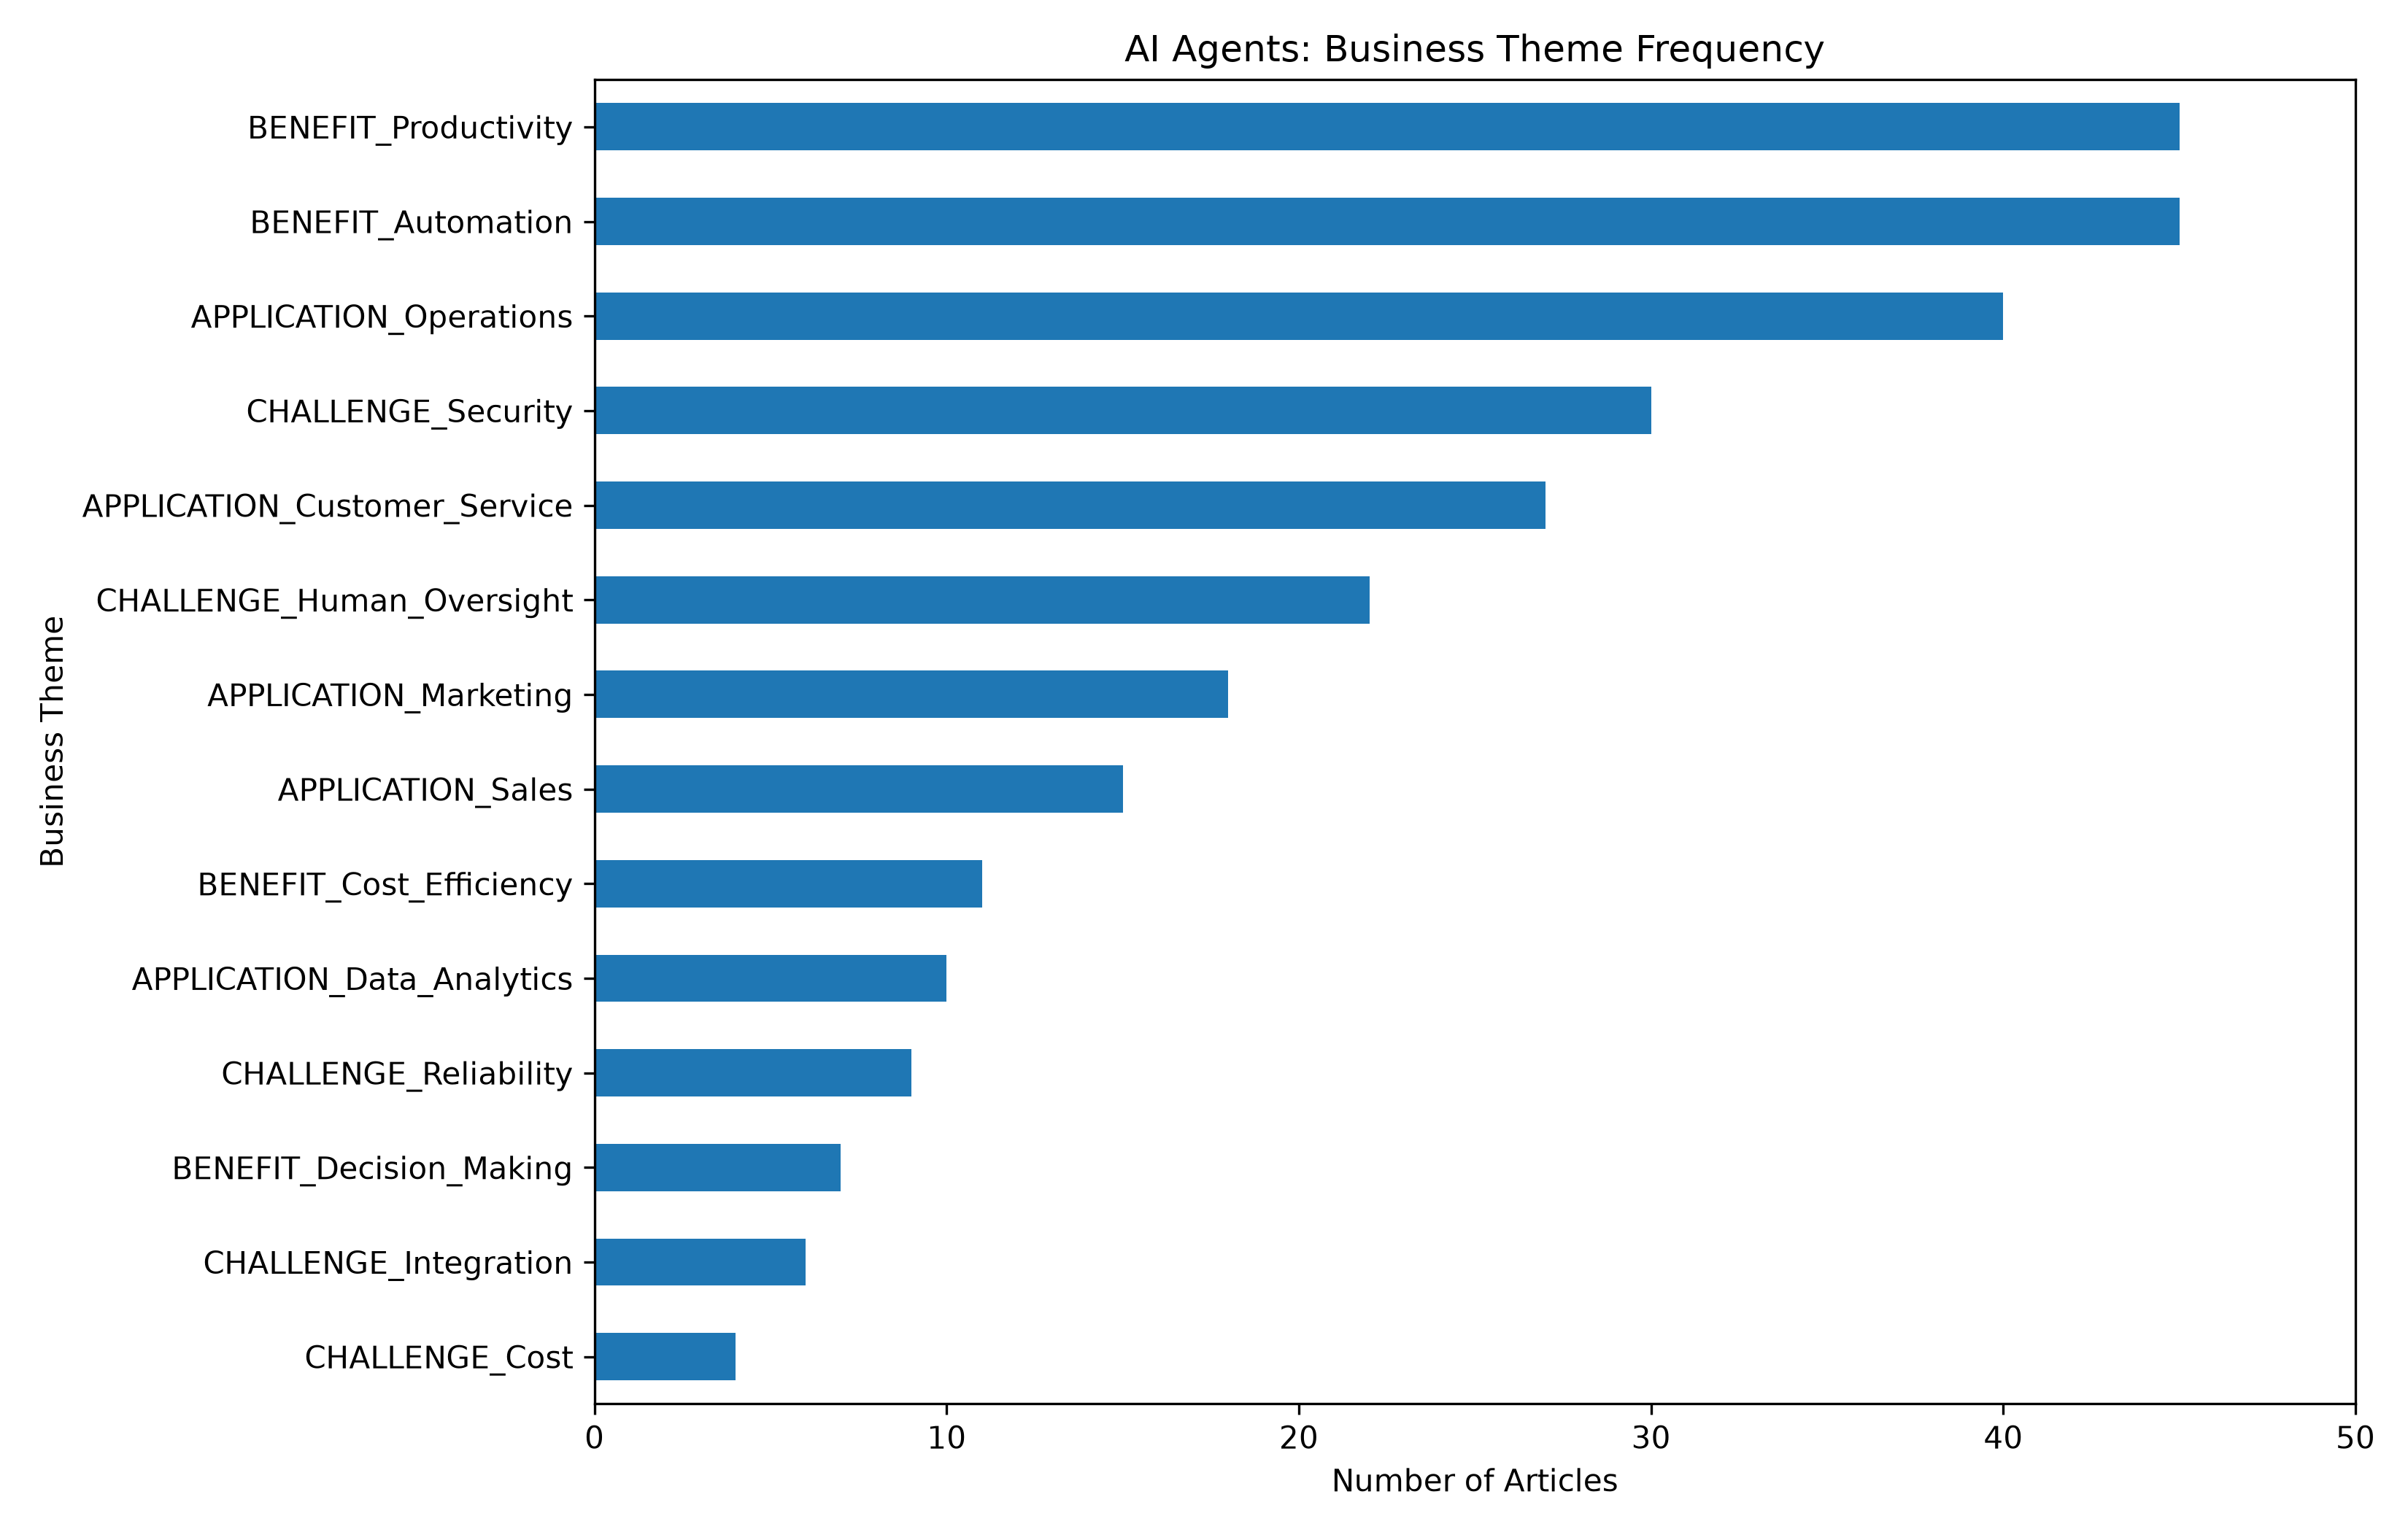 AI Agents: Business Theme Frequency
BENEFIT_Productivity
BENEFIT_Automation
APPLICATION_Operations
CHALLENGE_Security
APPLICATION_Customer_Service
CHALLENGE_Human_Oversight
APPLICATION_Marketing
APPLICATION_Sales
BENEFIT_Cost_Efficiency
APPLICATION_Data_Analytics
CHALLENGE_Reliability
BENEFIT_Decision_Making
CHALLENGE_Integration
CHALLENGE_Cost
Business Theme
0 10 20 30 40 50
Number of Articles